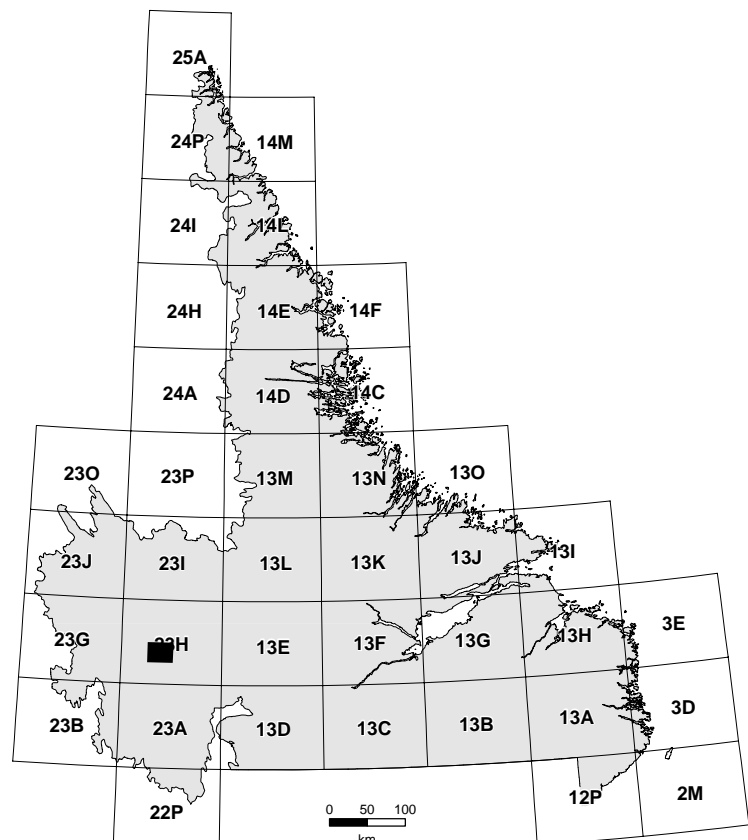 25A
24P 14M
24I 14L
24H 14E 14F
24A 14D 14C
23O 23P 13M 13N 13O
23J 23I 13L 13K 13J 13I
23G 23H 13E 13F 13G 13H 3E
23B 23A 13D 13C 13B 13A 3D
22P 12P 2M
0 50 100
km